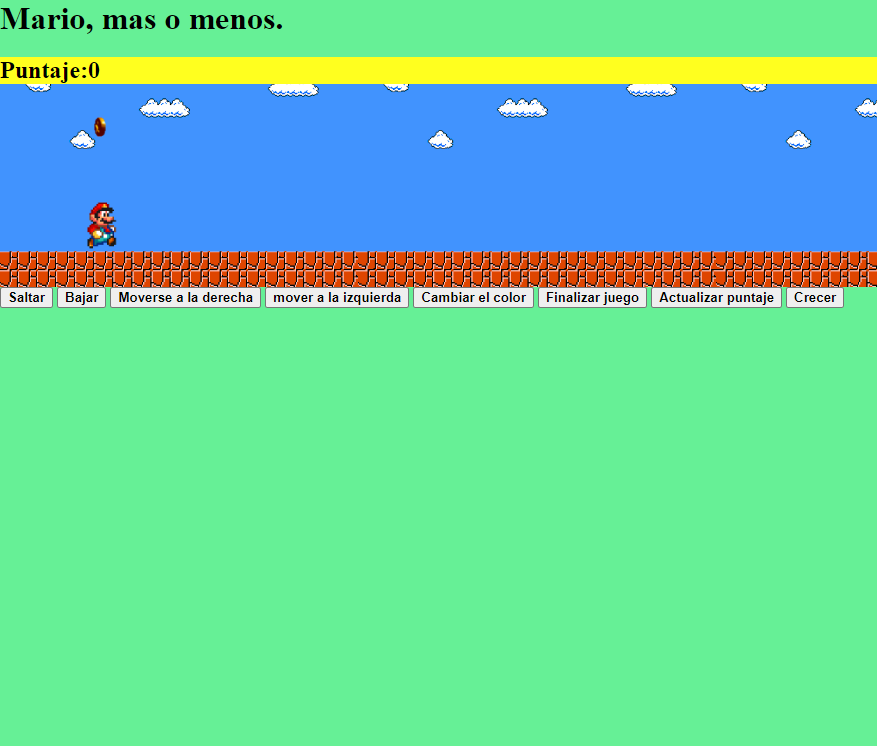 Mario, mas o menos.
Puntaje:0
Saltar Bajar Moverse a la derecha mover a la izquierda Cambiar el color Finalizar juego Actualizar puntaje Crecer